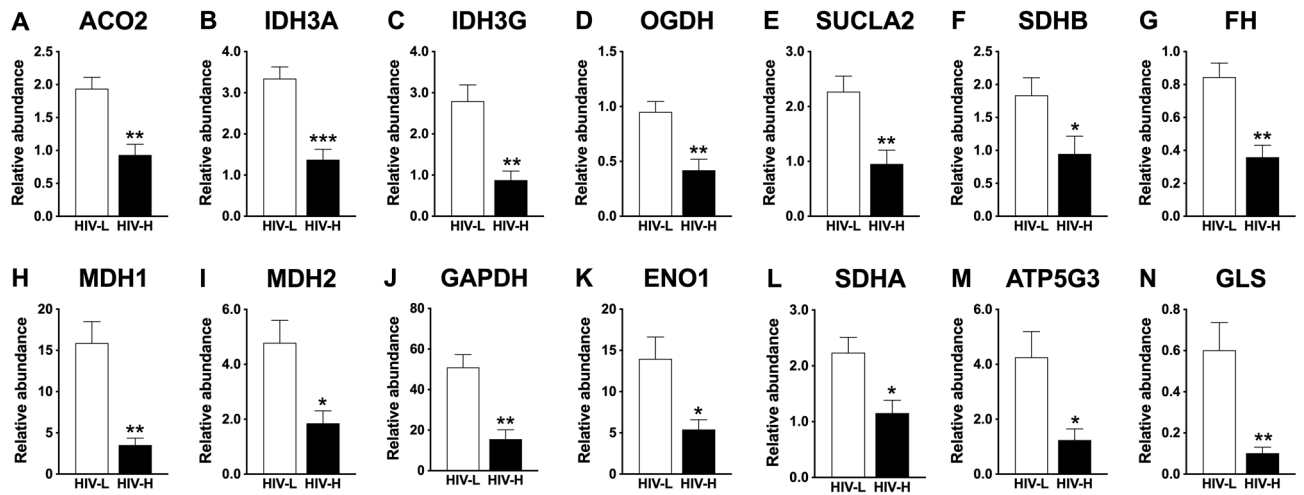 A ACO2
2.5
2.0
1.5
1.0
0.5
0.0
Relative abundance
**
HIV-L HIV-H
B IDH3A
4.0
3.0
2.0
1.0
0.0
Relative abundance
***
HIV-L HIV-H
C IDH3G
4.0
3.0
2.0
1.0
0.0
Relative abundance
**
HIV-L HIV-H
D OGDH
1.5
1.0
0.5
0.0
Relative abundance
**
HIV-L HIV-H
E SUCLA2
3.0
2.0
1.0
0.0
Relative abundance
**
HIV-L HIV-H
F SDHB
2.5
2.0
1.5
1.0
0.5
0.0
Relative abundance
*
HIV-L HIV-H
G FH
1.0
0.8
0.6
0.4
0.2
0.0
Relative abundance
**
HIV-L HIV-H
H MDH1
20
15
10
5
0
Relative abundance
**
HIV-L HIV-H
I MDH2
6.0
4.0
2.0
0.0
Relative abundance
*
HIV-L HIV-H
J GAPDH
80
60
40
20
0
Relative abundance
**
HIV-L HIV-H
K ENO1
20
15
10
5
0
Relative abundance
*
HIV-L HIV-H
L SDHA
3.0
2.0
1.0
0.0
Relative abundance
*
HIV-L HIV-H
M ATP5G3
6.0
4.0
2.0
0.0
Relative abundance
*
HIV-L HIV-H
N GLS
0.8
0.6
0.4
0.2
0.0
Relative abundance
**
HIV-L HIV-H